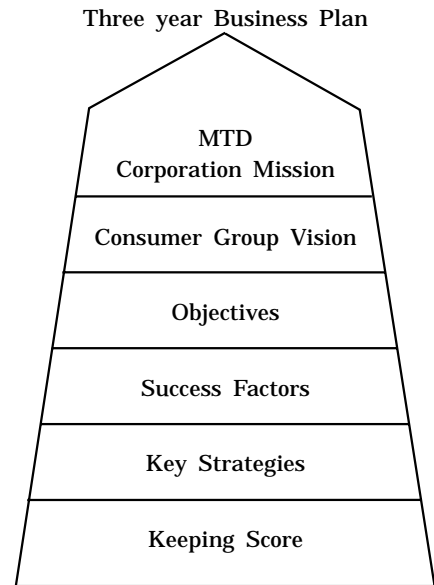 Three year Business Plan
MTD
Corporation Mission
Consumer Group Vision
Objectives
Success Factors
Key Strategies
Keeping Score